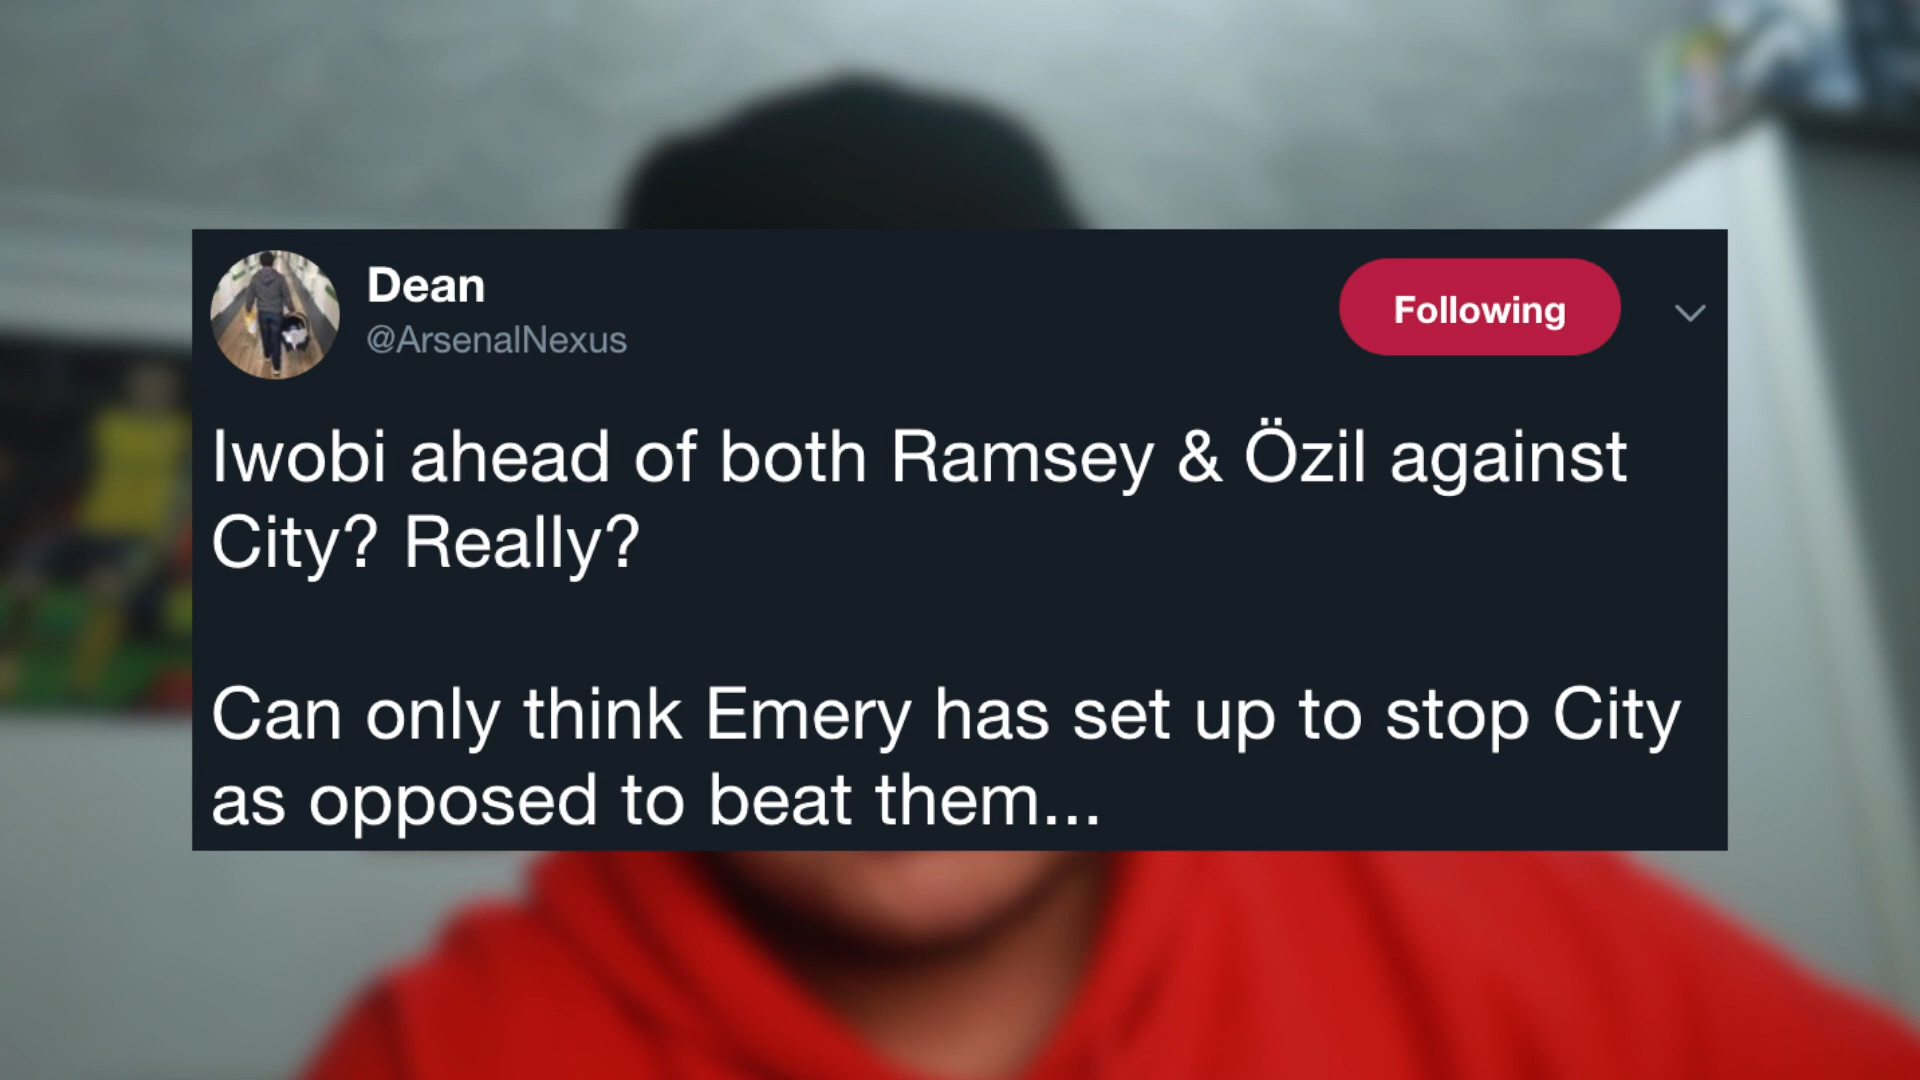 Dean
@ArsenalNexus
Following
Iwobi ahead of both Ramsey & Özil against
City? Really?
Can only think Emery has set up to stop City
as opposed to beat them...